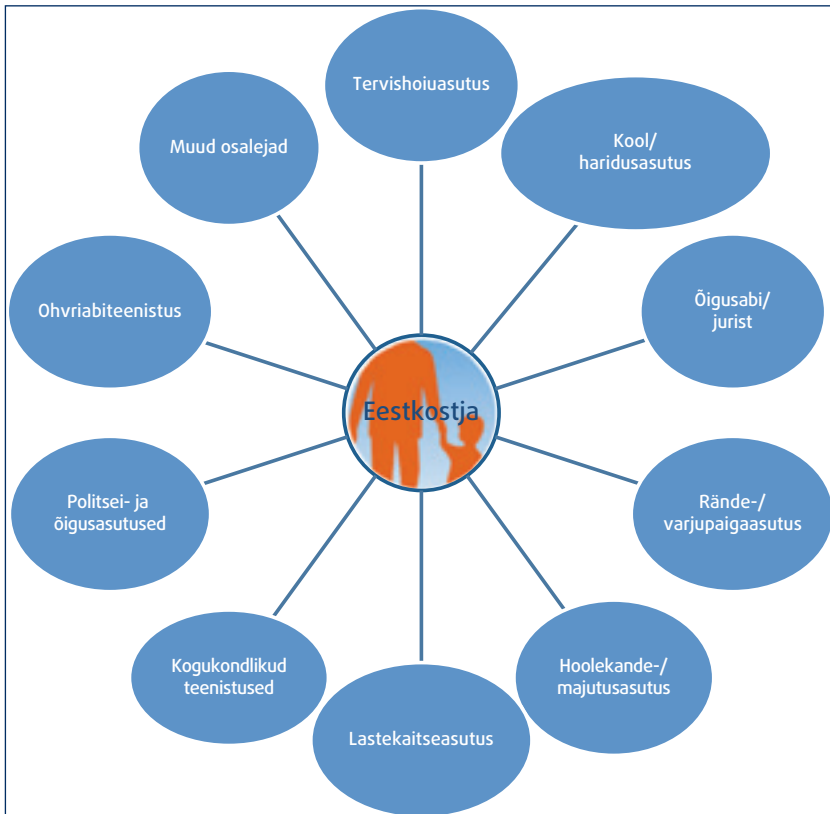 Tervishoiuasutus
Kool/
haridusasutus
Muud osalejad
Õigusabi/
jurist
Ohvriabiteenistus
Eestkostja
Politsei- ja
õigusasutused
Rände-/
varjupaigaasutus
Kogukondlikud
teenistused
Hoolekande-/
majutusasutus
Lastekaitseasutus